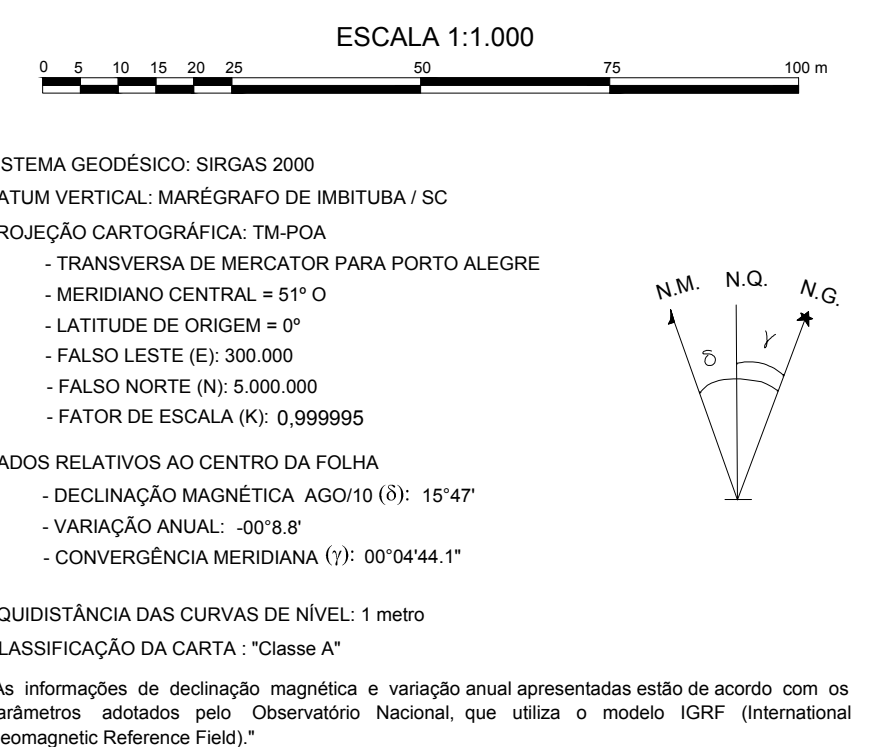 ESCALA 1:1.000
0 5 10 15 20 25 50 75 100 m
ISTEMA GEODÉSICO: SIRGAS 2000
ATUM VERTICAL: MARÉGRAFO DE IMBITUBA / SC
ROJEÇÃO CARTOGRÁFICA: TM-POA
- TRANSVERSA DE MERCATOR PARA PORTO ALEGRE
- MERIDIANO CENTRAL = 51º O
- LATITUDE DE ORIGEM = 0º
- FALSO LESTE (E): 300.000
- FALSO NORTE (N): 5.000.000
- FATOR DE ESCALA (K): 0,999995
N.M. N.Q. N.G.
δ γ
ADOS RELATIVOS AO CENTRO DA FOLHA
- DECLINAÇÃO MAGNÉTICA AGO/10 (δ): 15°47'
- VARIAÇÃO ANUAL: -00°8.8'
- CONVERGÊNCIA MERIDIANA (γ): 00°04'44.1"
QUIDISTÂNCIA DAS CURVAS DE NÍVEL: 1 metro
LASSIFICAÇÃO DA CARTA : "Classe A"
As informações de declinação magnética e variação anual apresentadas estão de acordo com os
arâmetros adotados pelo Observatório Nacional, que utiliza o modelo IGRF (International
eomagnetic Reference Field)."